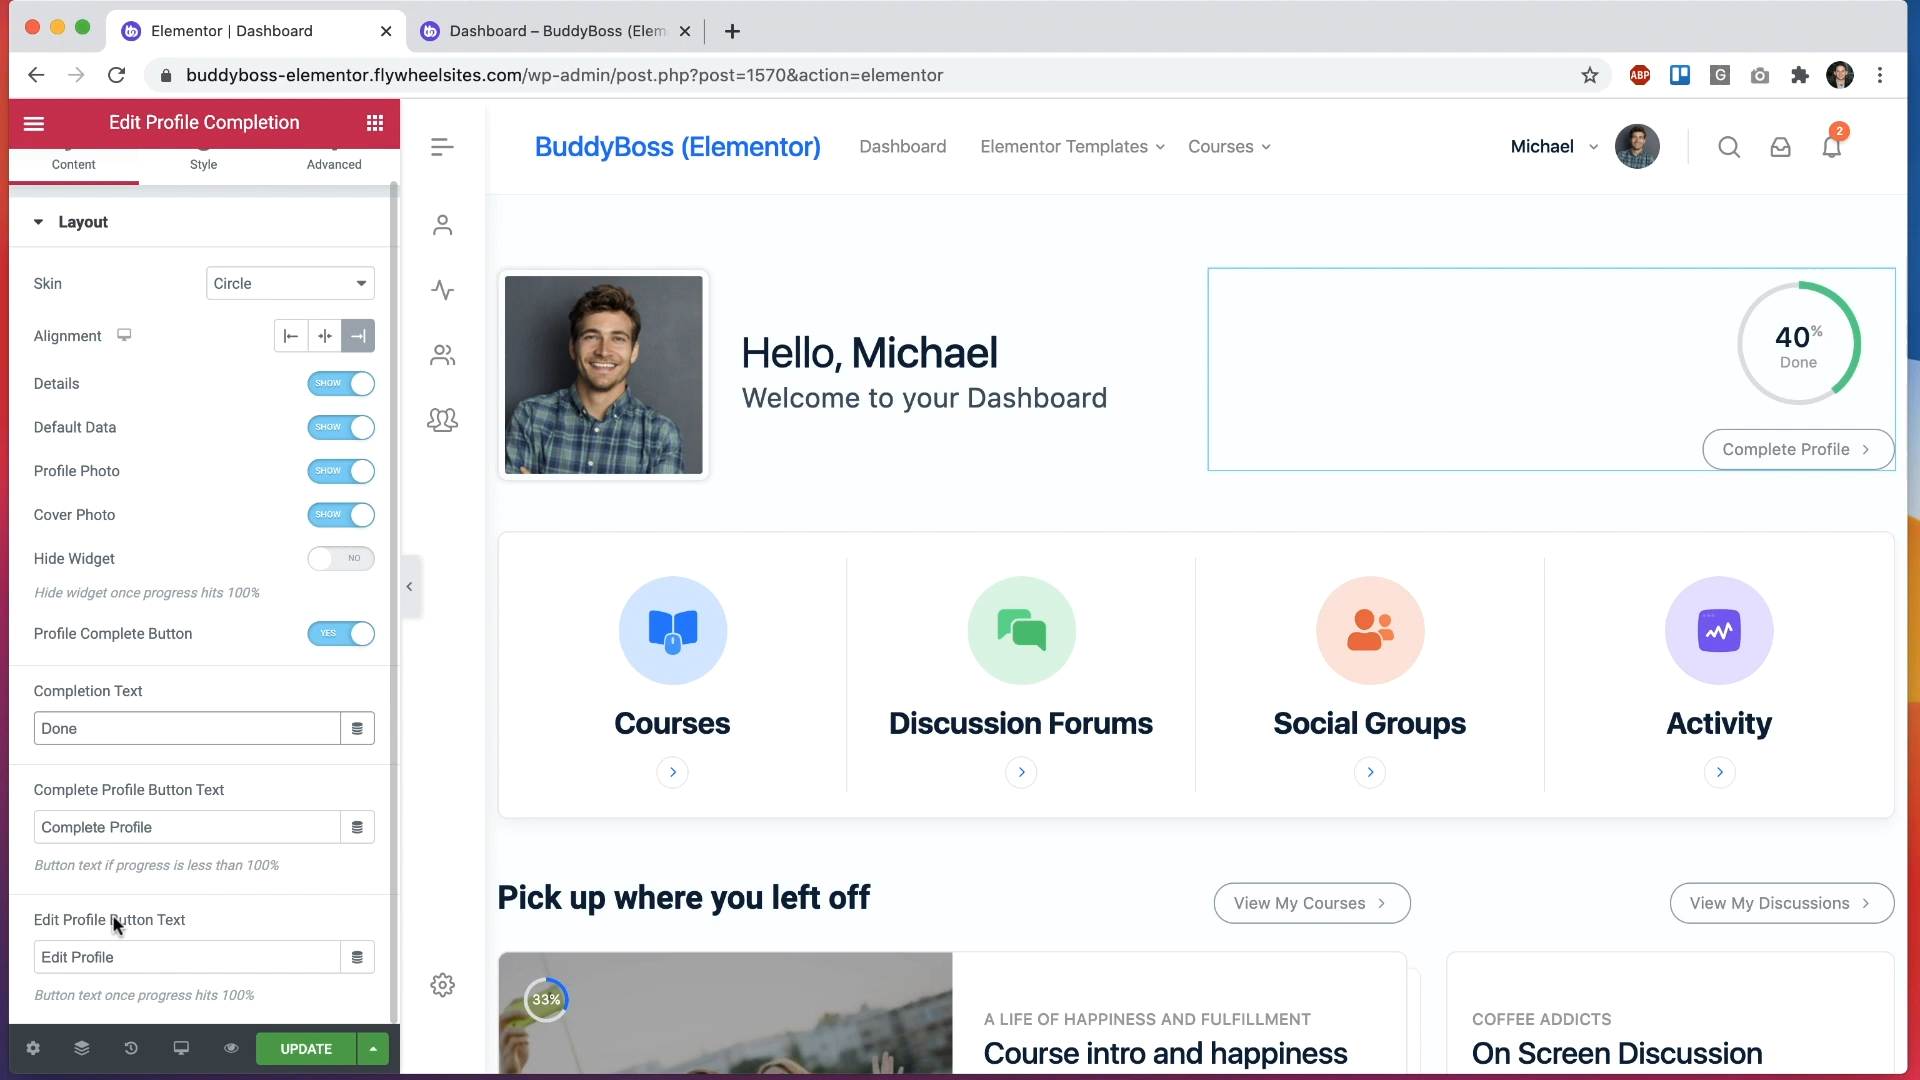 Elementor | Dashboard
Dashboard – BuddyBoss (Elem
buddyboss-elementor.flywheelsites.com/wp-admin/post.php?post=1570&action=elementor
ABP
G
Edit Profile Completion
Content
Style
Advanced
Layout
Skin
Circle
Alignment
Details
SHOW
Default Data
SHOW
Profile Photo
SHOW
Cover Photo
SHOW
Hide Widget
NO
Hide widget once progress hits 100%
Profile Complete Button
YES
Completion Text
Done
Complete Profile Button Text
Complete Profile
Button text if progress is less than 100%
Edit Profile Button Text
Edit Profile
Button text once progress hits 100%
UPDATE
BuddyBoss (Elementor)
Dashboard
Elementor Templates
Courses
Michael
2
Hello, Michael
Welcome to your Dashboard
40%
Done
Complete Profile
Courses
Discussion Forums
Social Groups
Activity
Pick up where you left off
View My Courses
View My Discussions
33%
A LIFE OF HAPPINESS AND FULFILLMENT
Course intro and happiness
COFFEE ADDICTS
On Screen Discussion